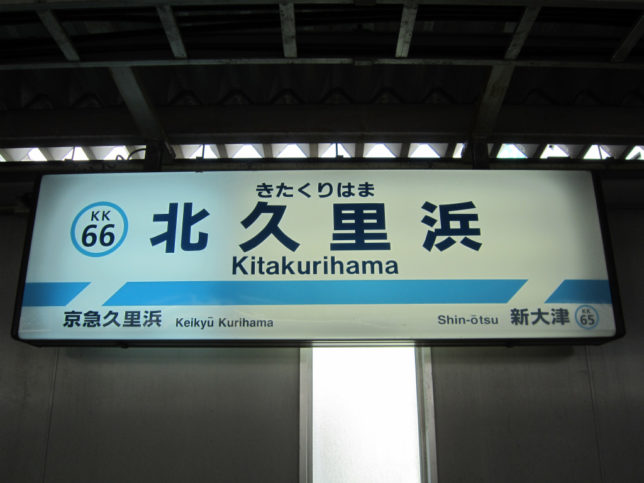 きたくりはま
KK
66
北久里浜
Kitakurihama
京急久里浜 Keikyū Kurihama
Shin-ōtsu 新大津 KK 65